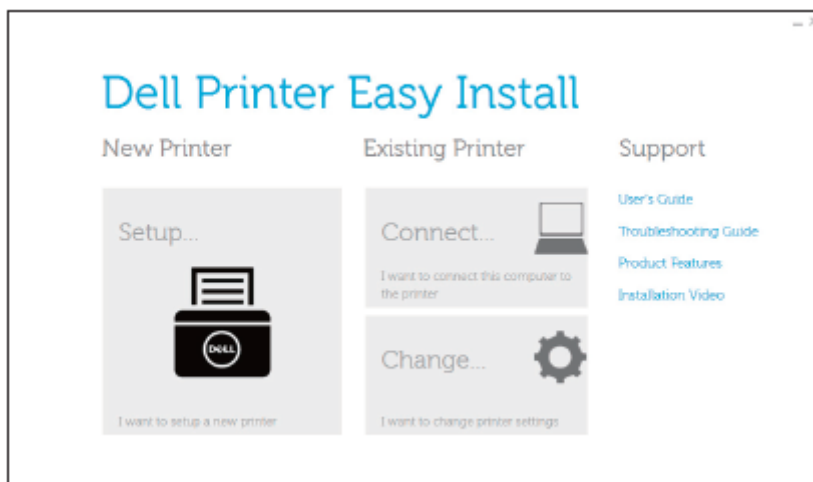 Dell Printer Easy Install
New Printer
Setup...
DELL
I want to setup a new printer
Existing Printer
Connect...
I want to connect this computer to
the printer
Change...
I want to change printer settings
Support
User's Guide
Troubleshooting Guide
Product Features
Installation Video